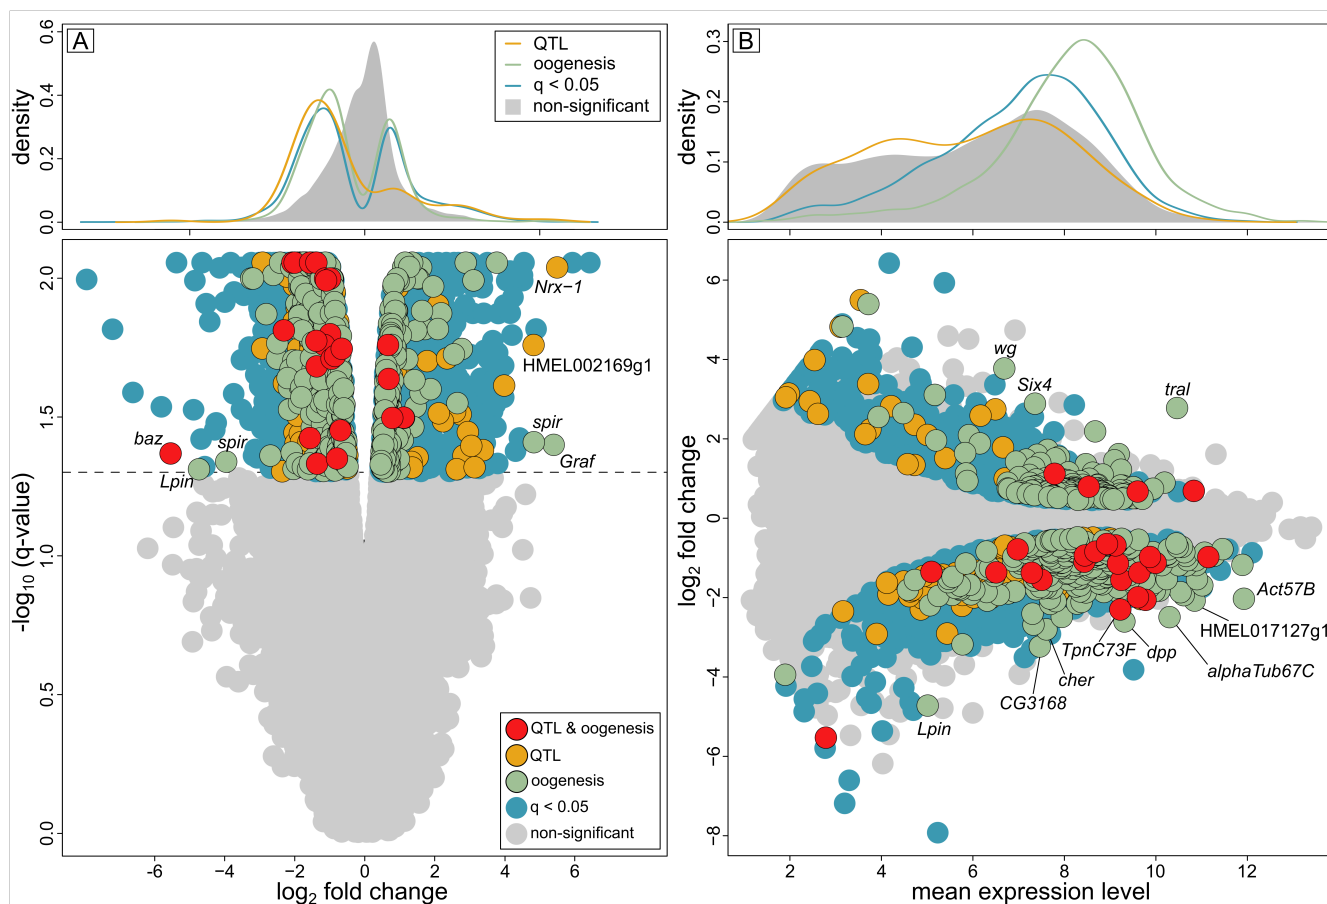 A
density
0.0
0.2
0.4
0.6
QTL
oogenesis
q < 0.05
non-significant
B
density
0.0
0.1
0.2
0.3
-log10 (q-value)
0.0
0.5
1.0
1.5
2.0
Nrx−1
HMEL002169g1
spir
Graf
baz
spir
Lpin
QTL & oogenesis
QTL
oogenesis
q < 0.05
non-significant
-6
-4
-2
0
2
4
6
log2 fold change
log2 fold change
−8
−6
−4
−2
0
2
4
6
wg
Six4
tral
Act57B
HMEL017127g1
TpnC73F
dpp
alphaTub67C
cher
CG3168
Lpin
2
4
6
8
10
12
mean expression level